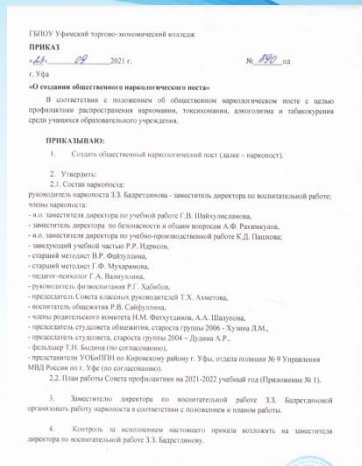 ГБПОУ Уфимский торгово-экономический колледж
ПРИКАЗ
09 2021 г. № 890 од
г. Уфа
«О создании общественного наркологического поста»
В соответствии с положением об общественном наркологическом посте с целью
профилактики распространения наркомании, токсикомании, алкоголизма и табакокурения
среди учащихся образовательного учреждения.
ПРИКАЗЫВАЮ:
1. Создать общественный наркологический пост (далее – наркопост).
2. Утвердить:
2.1. Состав наркопоста:
руководитель наркопоста З.З. Бадретдинова - заместитель директора по воспитательной работе;
члены наркопоста:
- и.о. заместителя директора по учебной работе Г.В. Шайхулисламова,
- заместитель директора по безопасности и общим вопросам А.Ф. Рахимкулов,
- и.о. заместителя директора по учебно-производственной работе К.Д. Пашкова;
- заведующий учебной частью Р.Р. Идрисов,
- старший методист В.Р. Файзуллина,
- старший методист Г.Ф. Мухарямова,
- педагог-психолог Г.А. Валиуллина,
- руководитель физвоспитания Р.Г. Хабибов,
- председатель Совета классных руководителей Т.Х. Ахметова,
- воспитатель общежития Р.В. Сайфуллина,
- члены родительского комитета Н.М. Фатхутдинов, А.А. Шалупова,
- председатель студсовета общежития, староста группы 2006 - Хулина Л.М.,
- председатель студсовета, староста группы 2004 – Дудина А.Р.,
- фельдшер Т.Н. (по согласованию),
- представители УОБиППН по Кировскому району г. Уфы, отдела полиции № 9 Управления
МВД России по г. Уфе (по согласованию).
2.2. План работы Совета профилактики на 2021-2022 учебный год (Приложение № 1).
3. Заместителю директора по воспитательной работе З.З. Бадретдиновой
организовать работу наркопоста в соответствии с положением и планом работы.
4. Контроль за исполнением настоящего приказа возложить на заместителя
директора по воспитательной работе З.З. Бадретдинову.